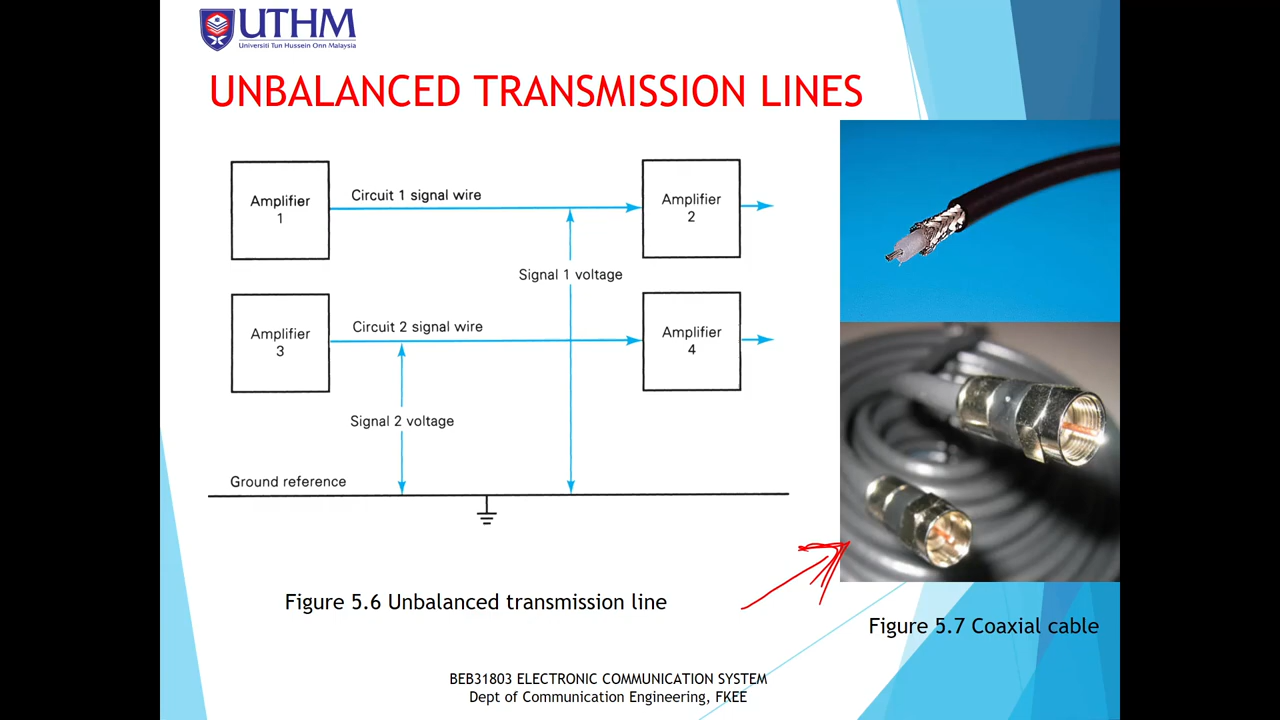 UTHM
Universiti Tun Hussein Onn Malaysia
UNBALANCED TRANSMISSION LINES
Amplifier
1
Circuit 1 signal wire
Amplifier
2
Signal 1 voltage
Amplifier
3
Circuit 2 signal wire
Amplifier
4
Signal 2 voltage
Ground reference
Figure 5.6 Unbalanced transmission line
Figure 5.7 Coaxial cable
BEB31803 ELECTRONIC COMMUNICATION SYSTEM
Dept of Communication Engineering, FKEE